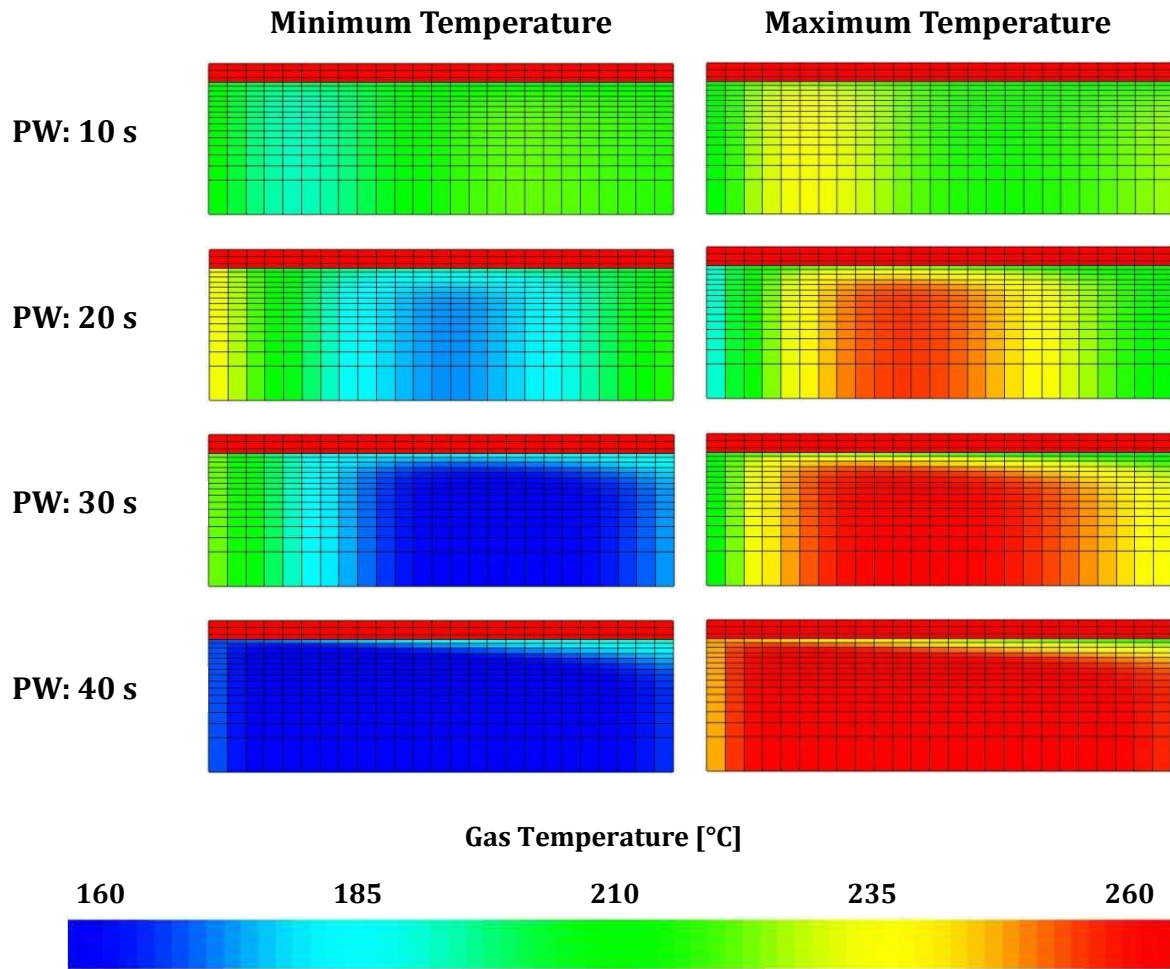 Minimum Temperature Maximum Temperature
PW: 10 s
PW: 20 s
PW: 30 s
PW: 40 s
Gas Temperature [°C]
160 185 210 235 260